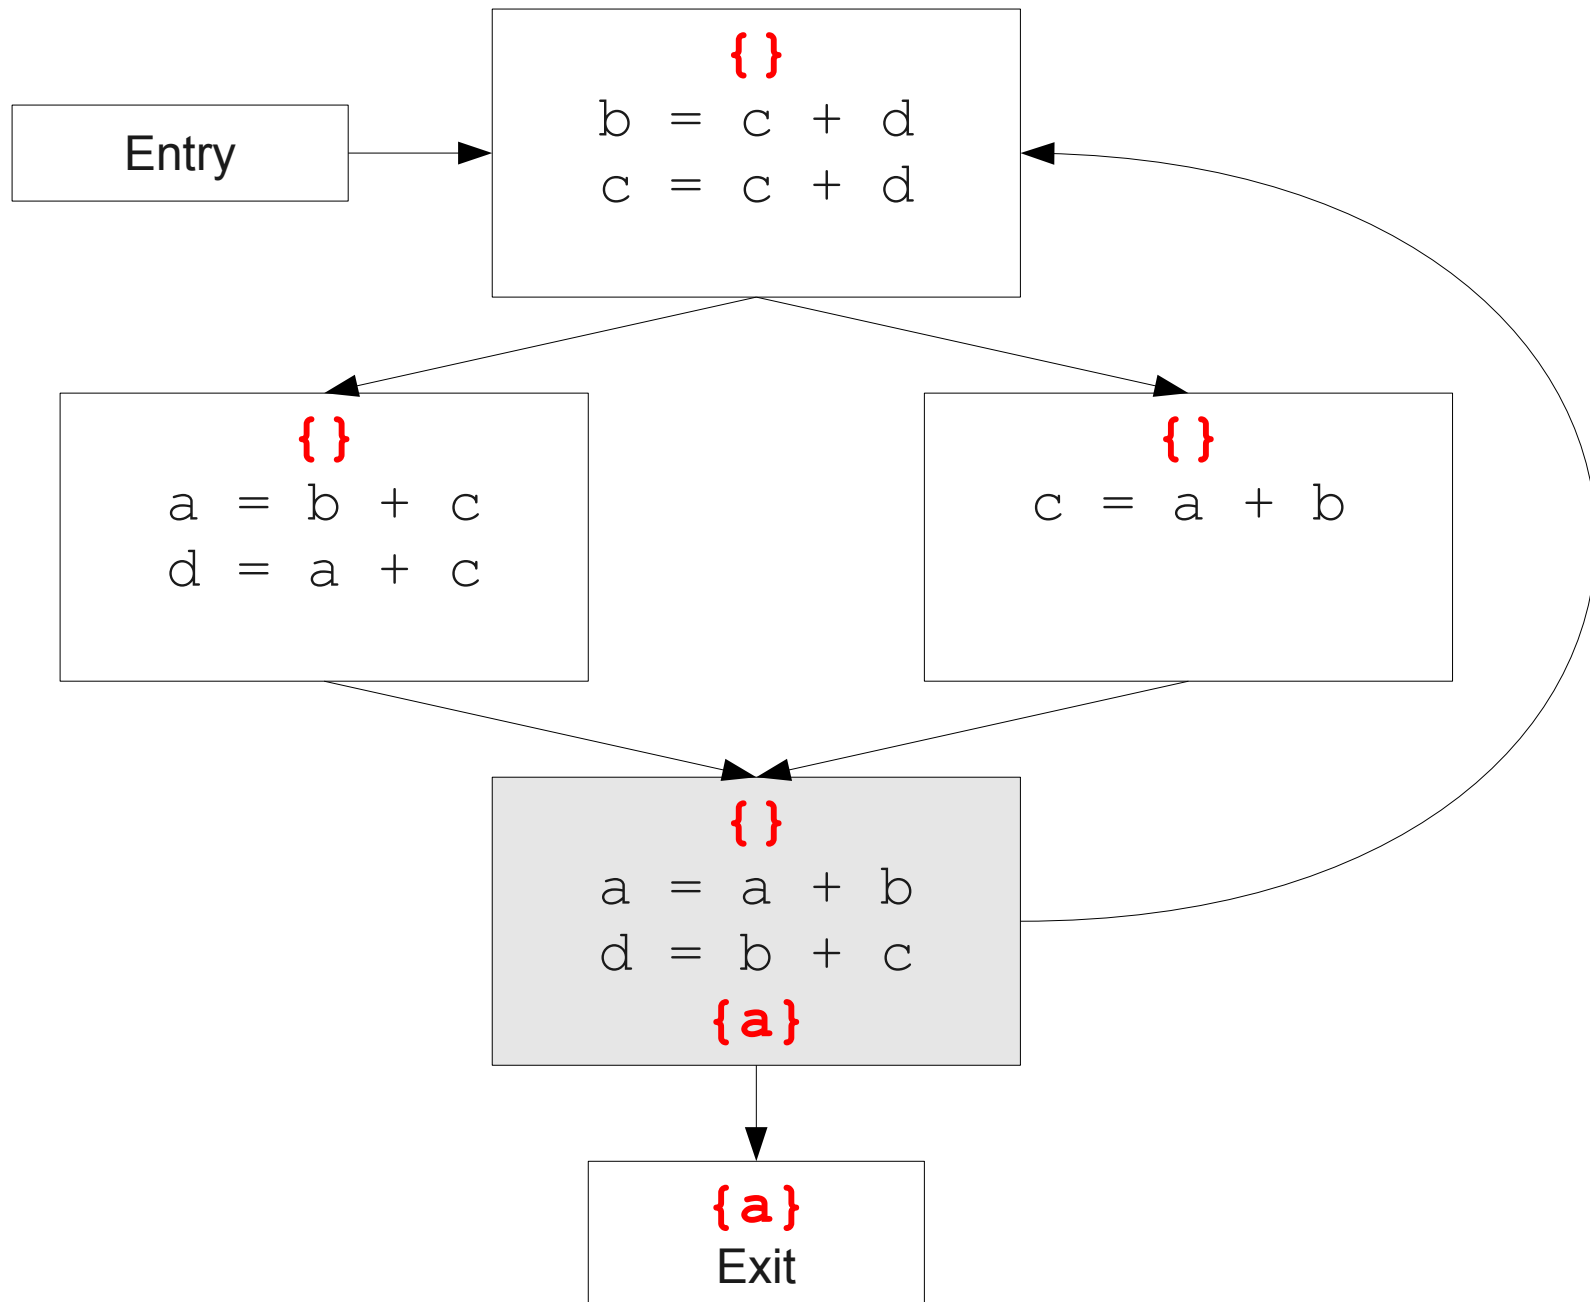 {}
b = c + d
c = c + d
Entry
{}
a = b + c
d = a + c
{}
c = a + b
{}
a = a + b
d = b + c
{a}
{a}
Exit